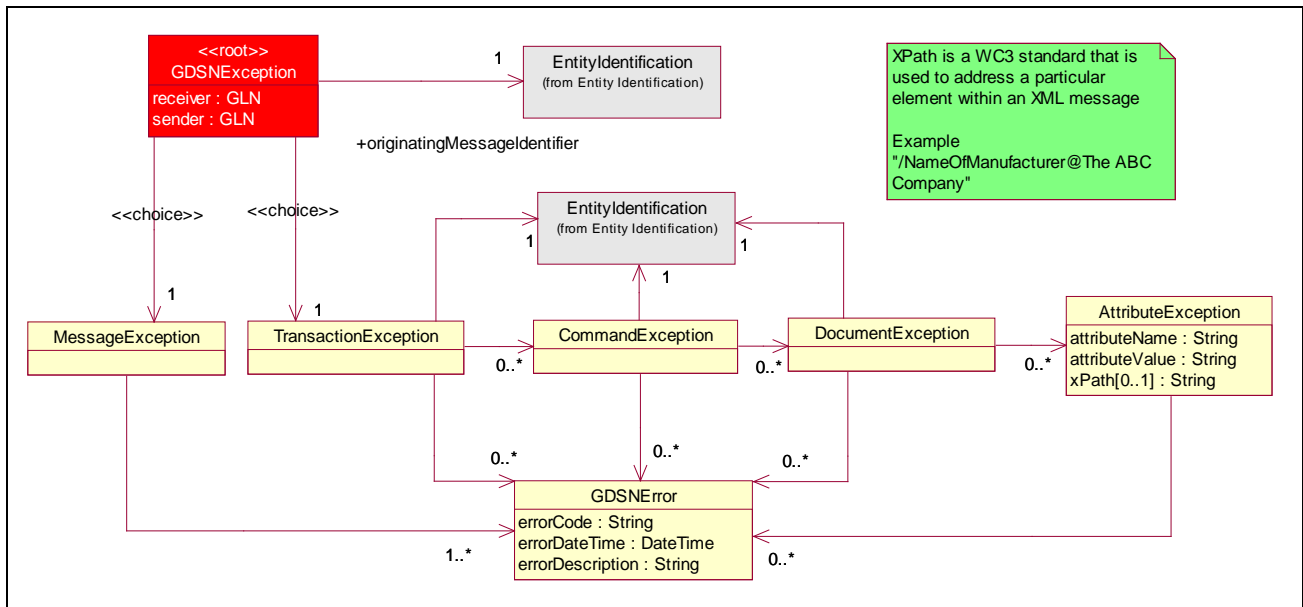 <<root>>
GDSNException
receiver : GLN
sender : GLN
1
EntityIdentification
(from Entity Identification)
+originatingMessageIdentifier
XPath is a WC3 standard that is
used to address a particular
element within an XML message
Example
"/NameOfManufacturer@The ABC
Company"
<<choice>>
<<choice>>
EntityIdentification
(from Entity Identification)
1
1
1
1
1
MessageException
TransactionException
0..*
CommandException
0..*
DocumentException
0..*
AttributeException
attributeName : String
attributeValue : String
xPath[0..1] : String
0..*
0..*
0..*
1..*
0..*
GDSNError
errorCode : String
errorDateTime : DateTime
errorDescription : String